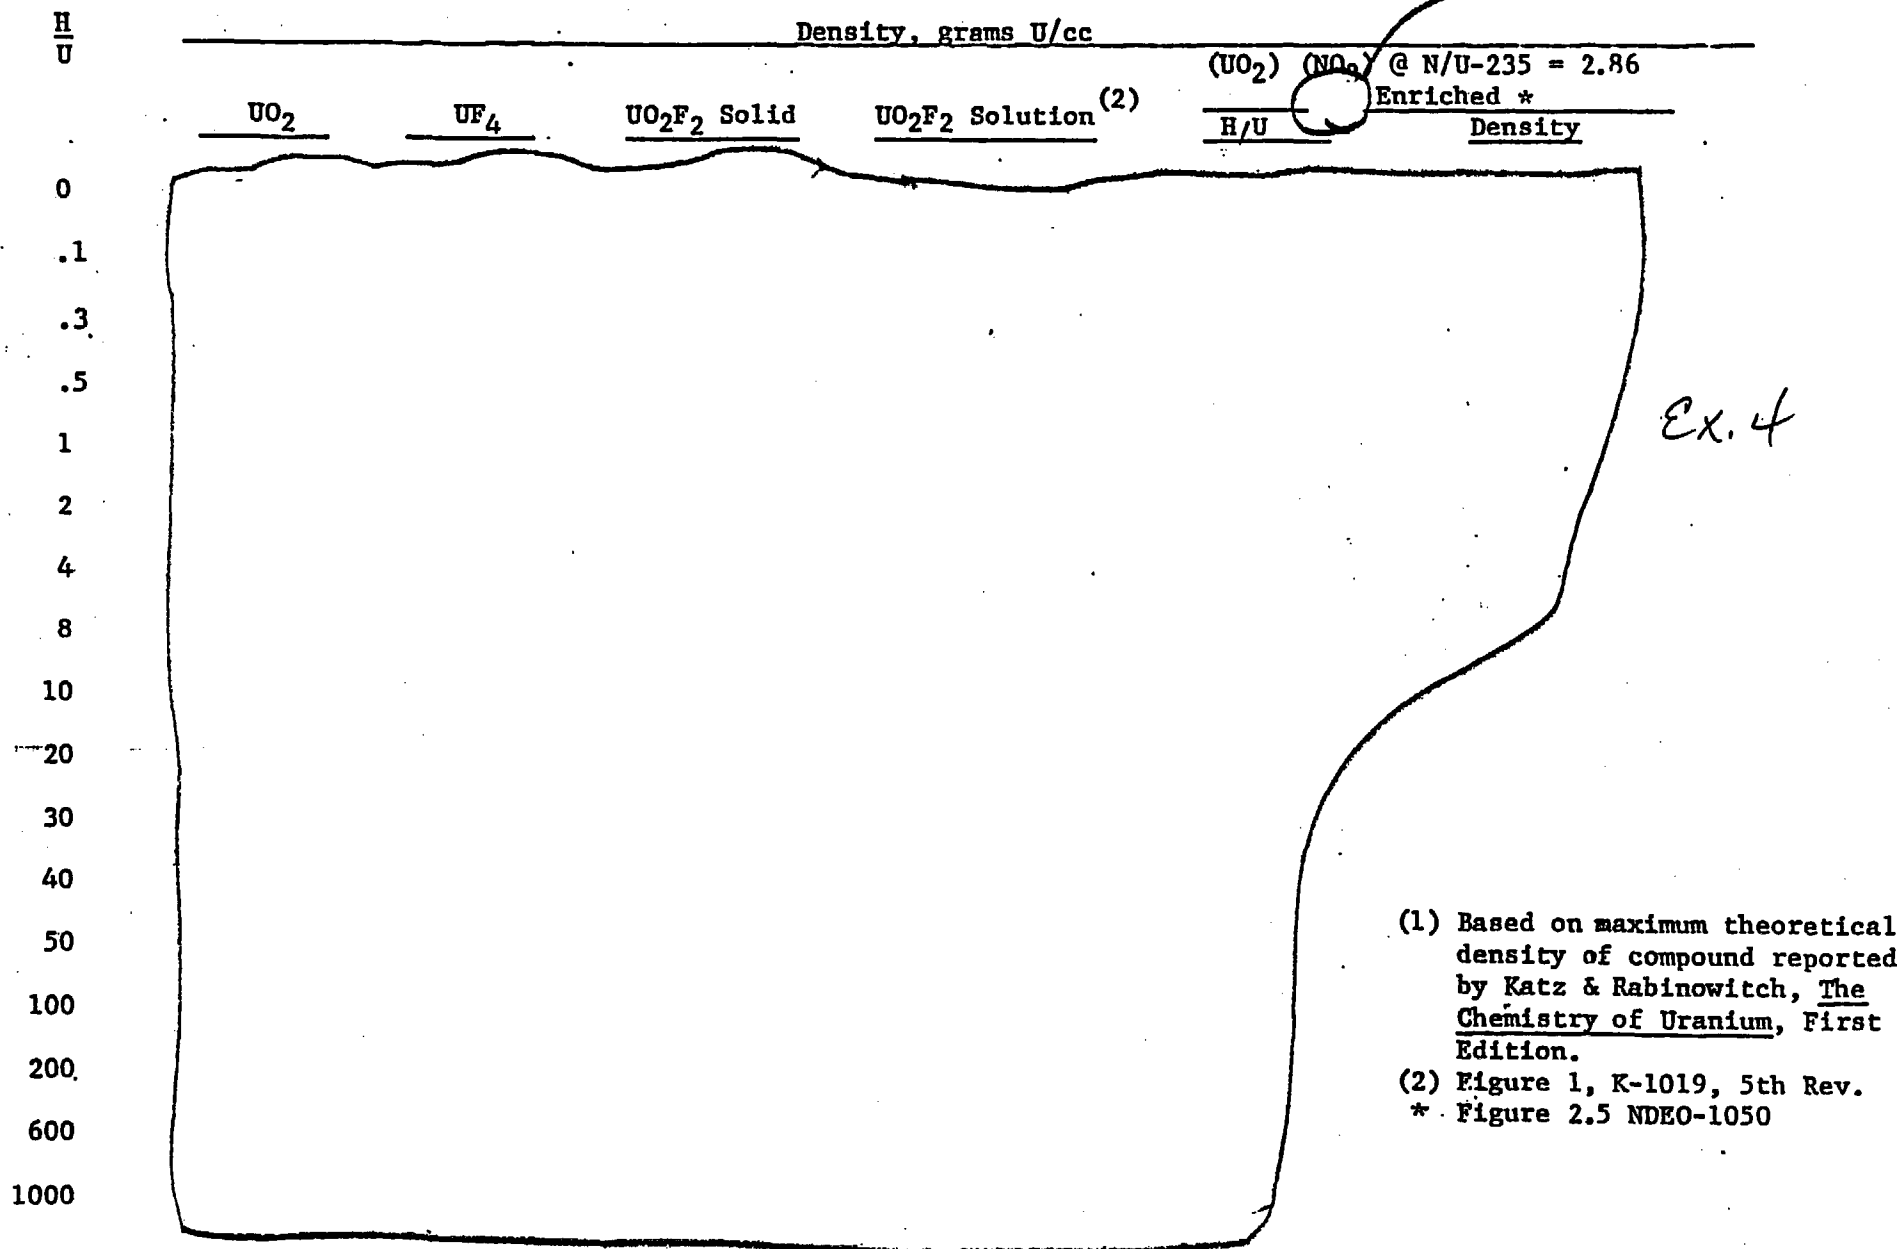 H
U
Density, grams U/cc
(UO2) (NO3) @ N/U-235 = 2.86
Enriched *
UO2 UF4 UO2F2 Solid UO2F2 Solution(2) H/U Density
0
.1
.3
.5
1
2
4
8
10
20
30
40
50
100
200
600
1000
Ex. 4
(1) Based on maximum theoretical
density of compound reported
by Katz & Rabinowitch, The
Chemistry of Uranium, First
Edition.
(2) Figure 1, K-1019, 5th Rev.
* Figure 2.5 NDEO-1050